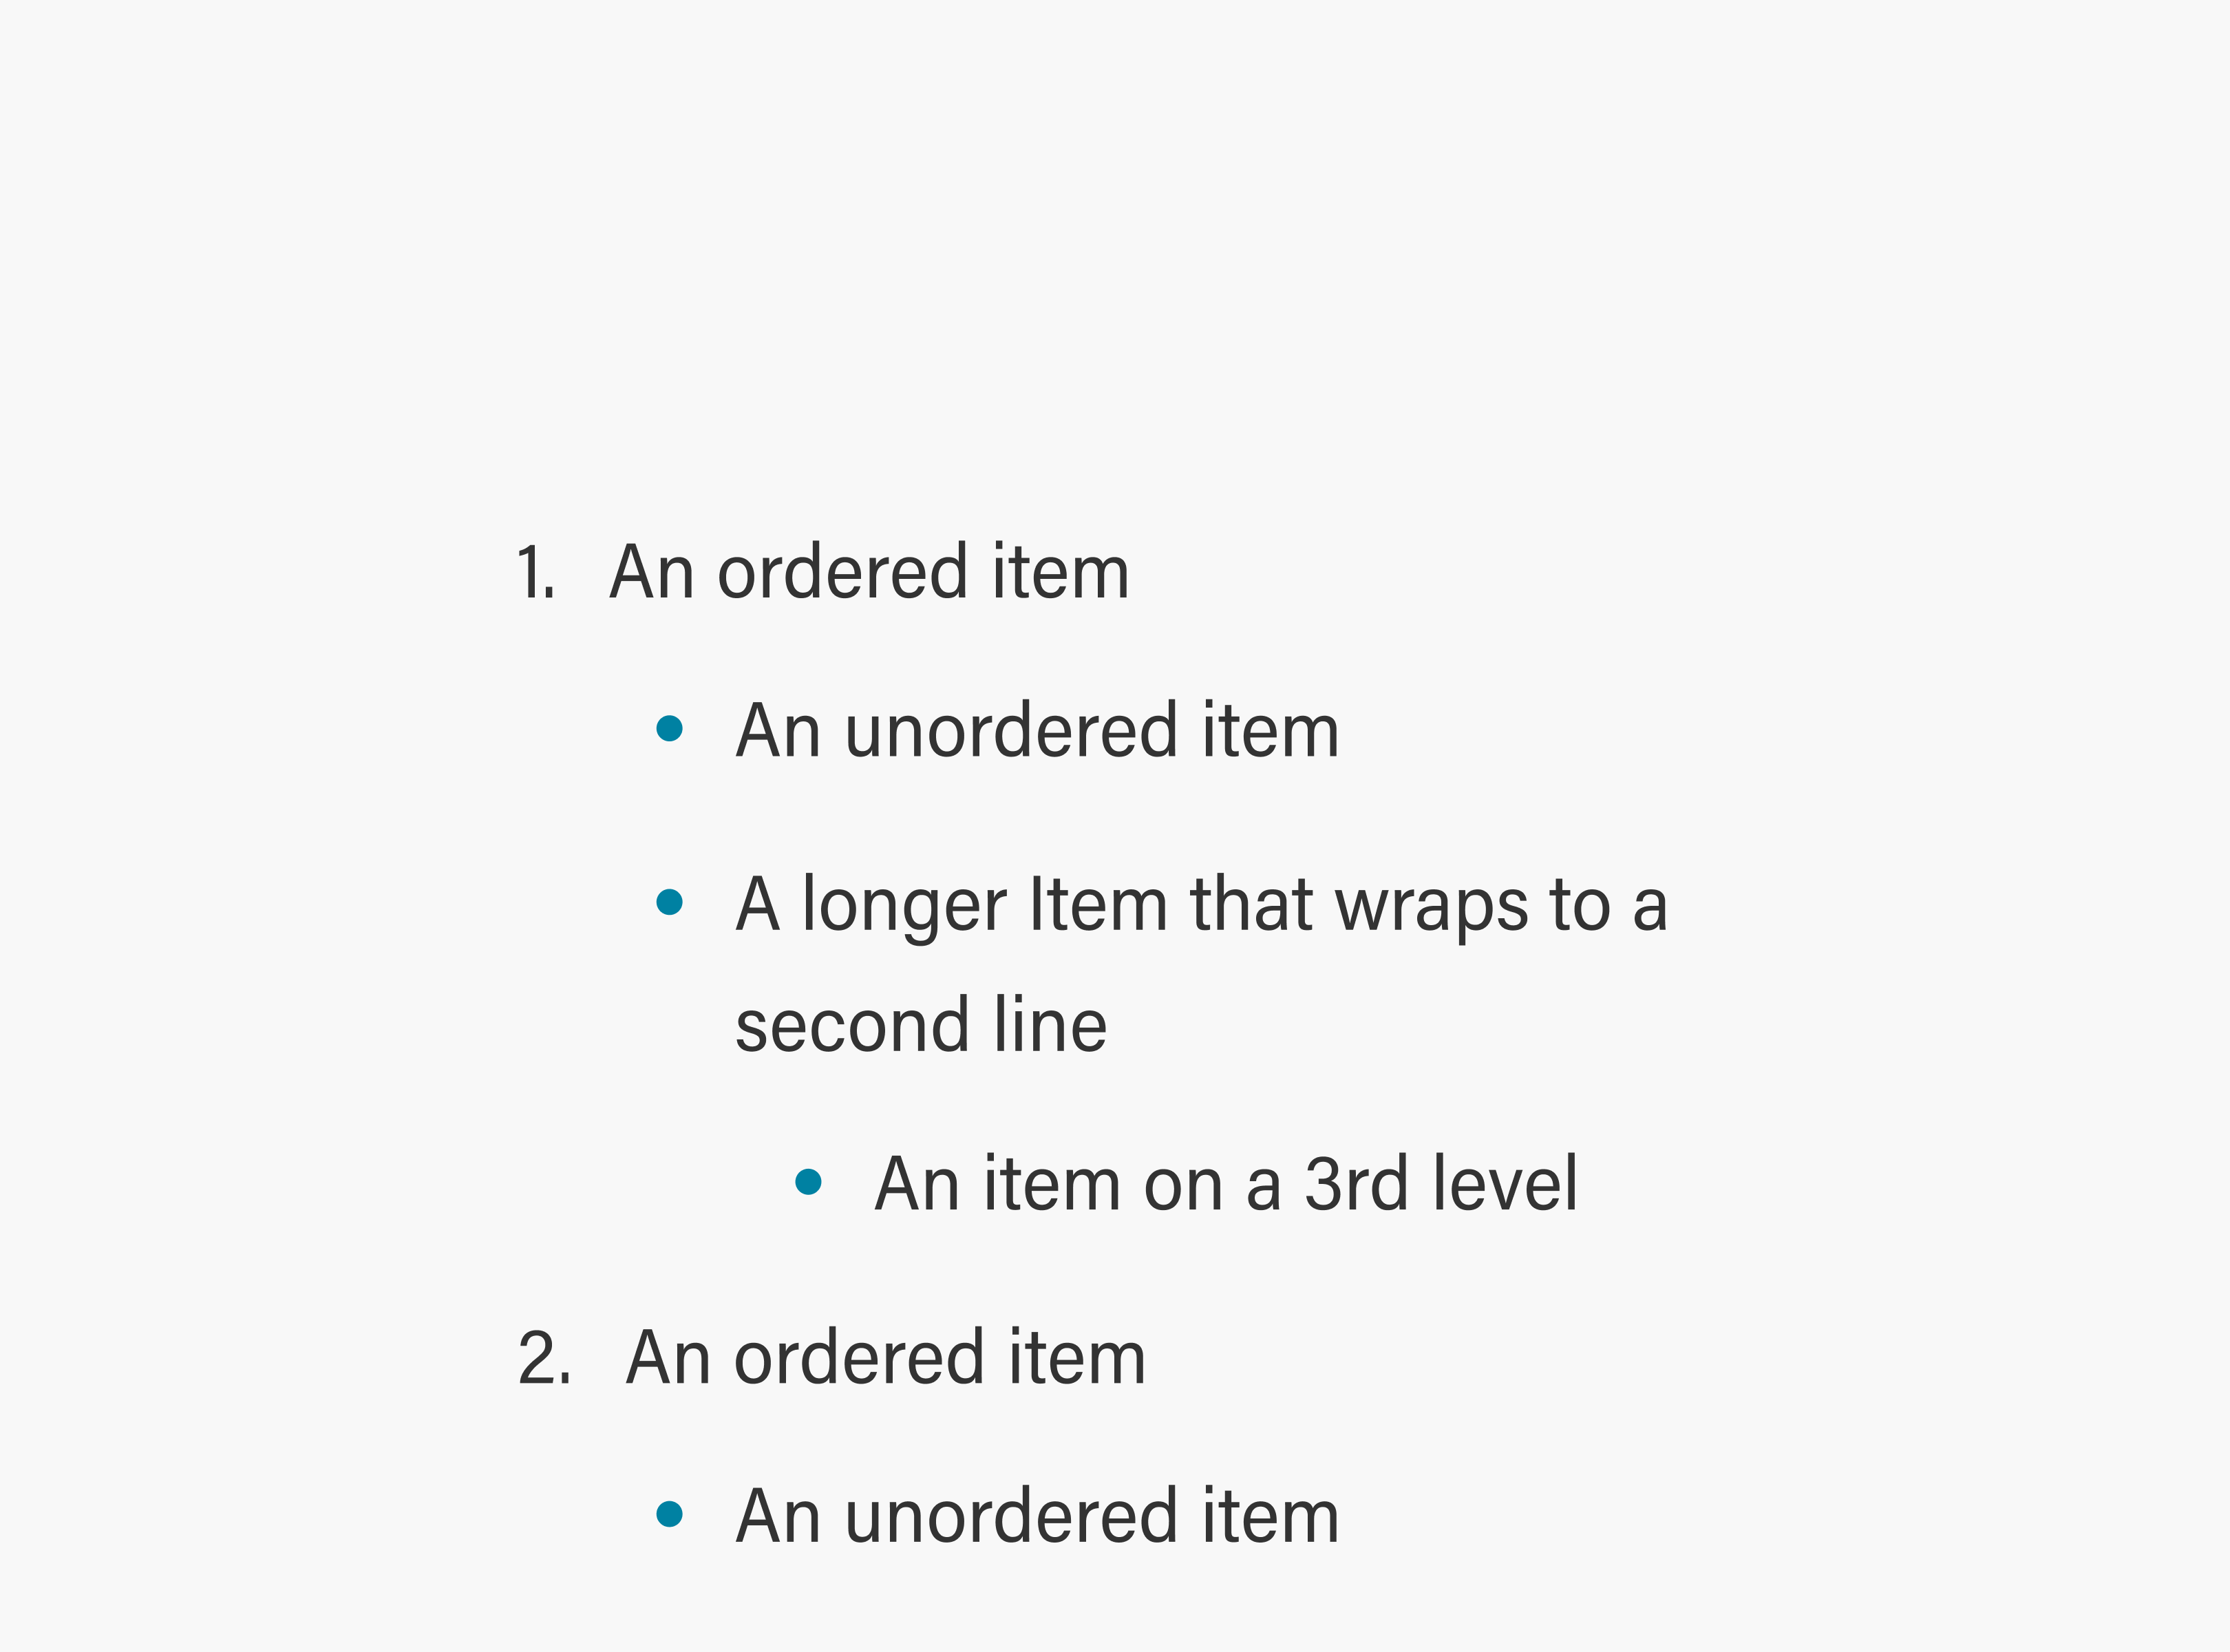 1. An ordered item
• An unordered item
• A longer Item that wraps to a
second line
• An item on a 3rd level
2. An ordered item
• An unordered item